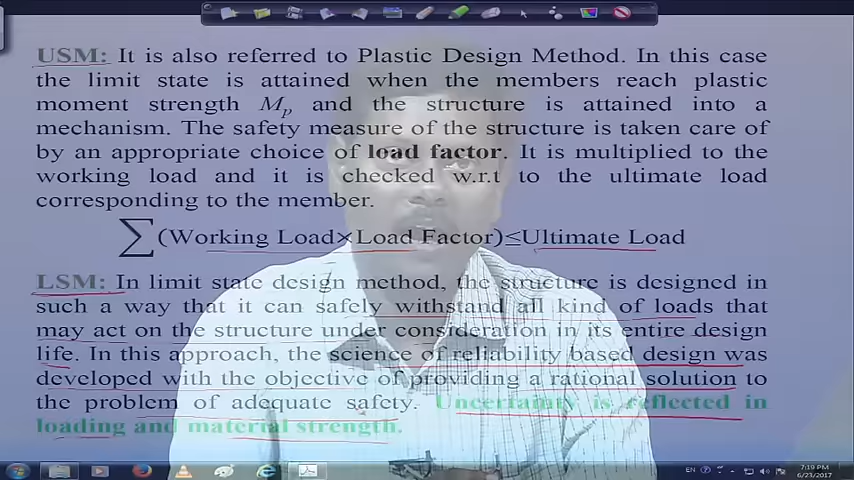 USM: It is also referred to Plastic Design Method. In this case
the limit state is attained when the members reach plastic
moment strength Mp and the structure is attained into a
mechanism. The safety measure of the structure is taken care of
by an appropriate choice of load factor. It is multiplied to the
working load and it is checked w.r.t to the ultimate load
corresponding to the member.
∑(Working Load×Load Factor)≤Ultimate Load
LSM: In limit state design method, the structure is designed in
such a way that it can safely withstand all kind of loads that
may act on the structure under consideration in its entire design
life. In this approach, the science of reliability based design was
developed with the objective of providing a rational solution to
the problem of adequate safety. Uncertainty is reflected in
loading and material strength.
EN
7:19 PM
6/23/2017